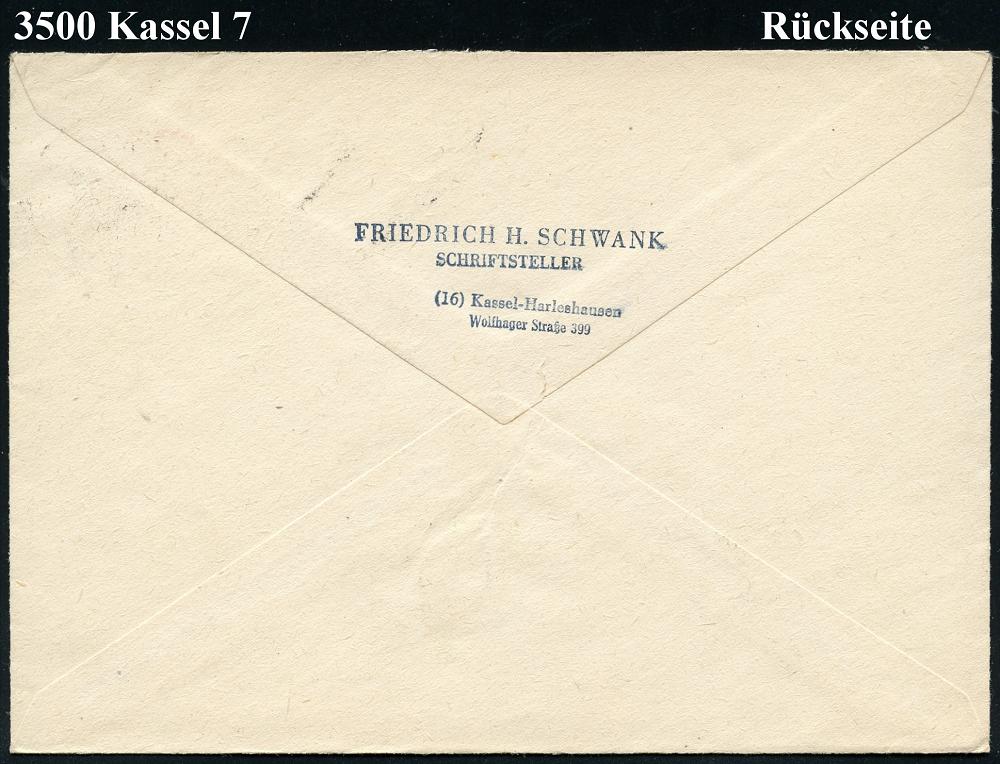 3500 Kassel 7 Rückseite
FRIEDRICH H. SCHWANK
SCHRIFTSTELLER
(16) Kassel-Harleshausen
Wolfhager Straße 399